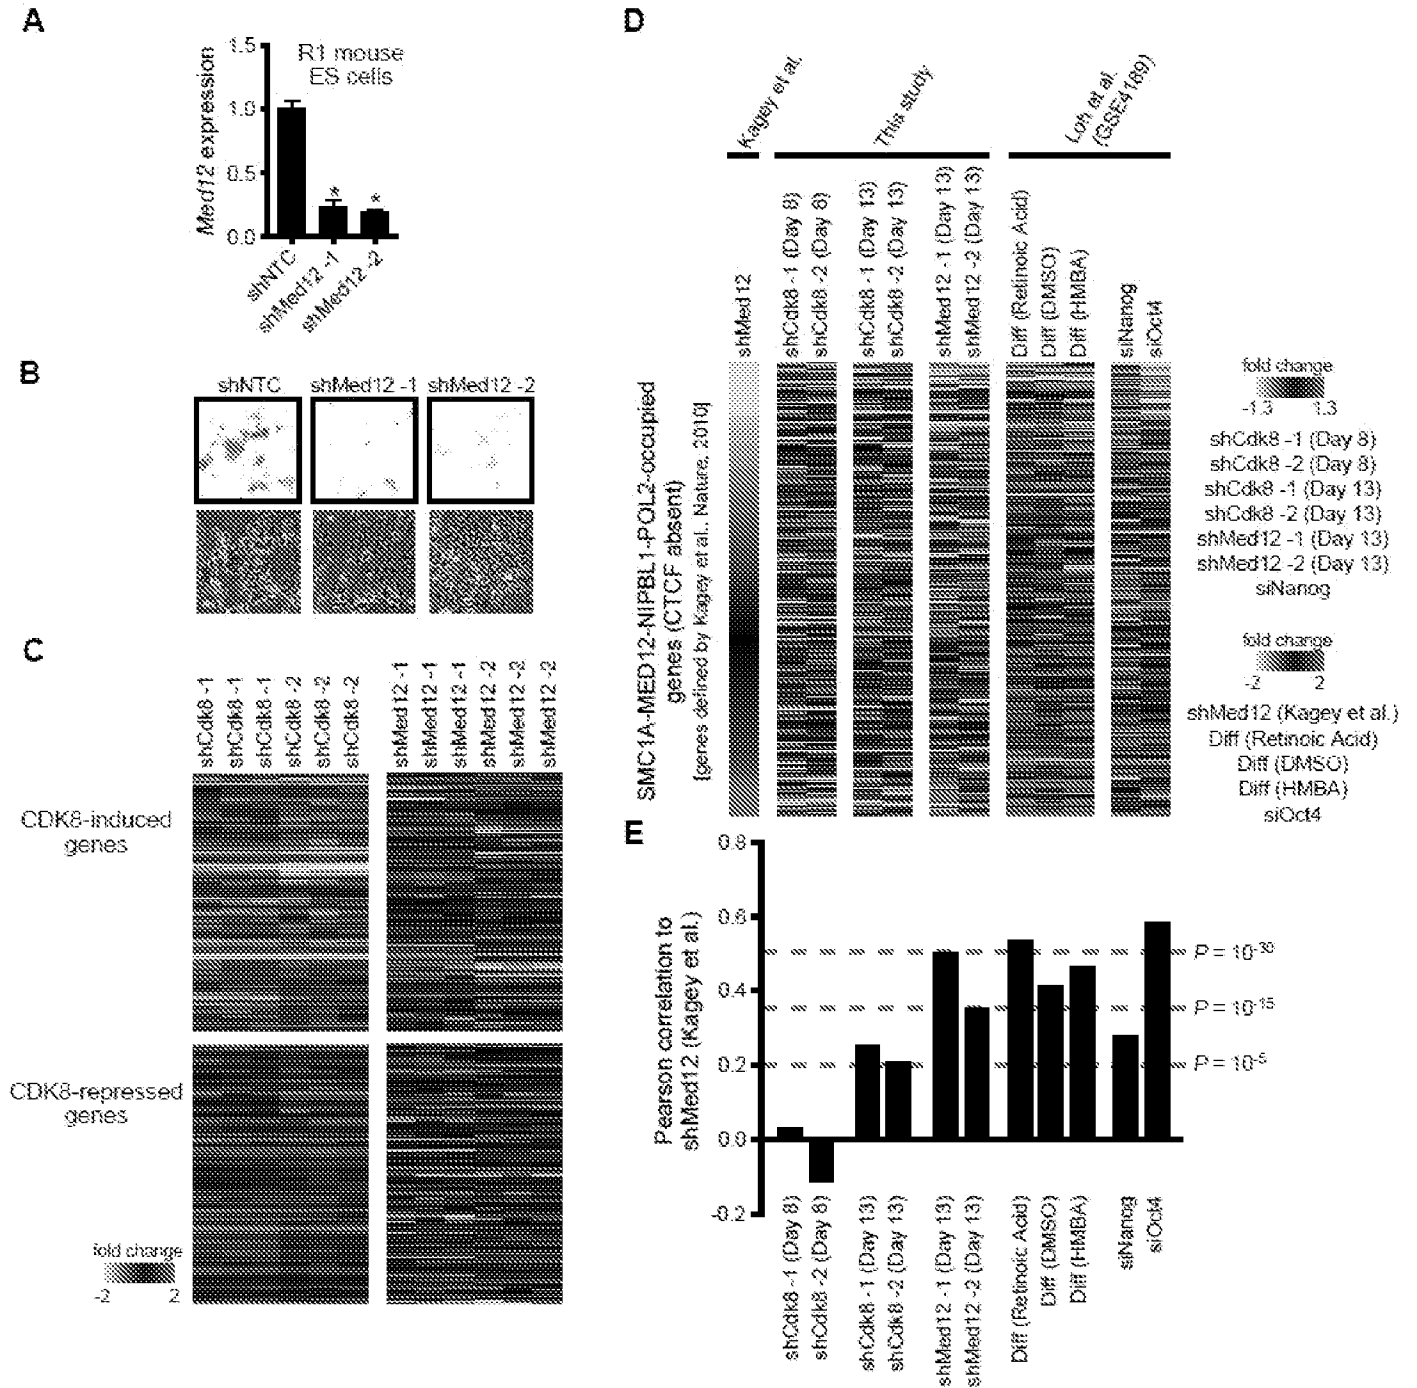 A
1.5
1.0
0.5
0.0
Med12 expression
R1 mouse
ES cells
*
*
shNTC
shMed12 -1
shMed12 -2
B
shNTC
shMed12 -1
shMed12 -2
C
shCdk8 -1
shCdk8 -1
shCdk8 -1
shCdk8 -2
shCdk8 -2
shCdk8 -2
shMed12 -1
shMed12 -1
shMed12 -1
shMed12 -2
shMed12 -2
shMed12 -2
CDK8-induced
genes
CDK8-repressed
genes
fold change
-2 2
D
Kagey et al.
This study
Loh et al.
(GSE4189)
shMed12
shCdk8 -1 (Day 8)
shCdk8 -2 (Day 8)
shCdk8 -1 (Day 13)
shCdk8 -2 (Day 13)
shMed12 -1 (Day 13)
shMed12 -2 (Day 13)
Diff (Retinoic Acid)
Diff (DMSO)
Diff (HMBA)
siNanog
siOct4
SMC1A-MED12-NIPBL1-POL2-occupied
genes (CTCF absent)
[genes defined by Kagey et al., Nature, 2010]
fold change
-1.3 1.3
shCdk8 -1 (Day 8)
shCdk8 -2 (Day 8)
shCdk8 -1 (Day 13)
shCdk8 -2 (Day 13)
shMed12 -1 (Day 13)
shMed12 -2 (Day 13)
siNanog
fold change
-2 2
shMed12 (Kagey et al.)
Diff (Retinoic Acid)
Diff (DMSO)
Diff (HMBA)
siOct4
E
0.8
0.6
0.4
0.2
0.0
-0.2
Pearson correlation to
shMed12 (Kagey et al.)
P = 10-30
P = 10-15
P = 10-5
shCdk8 -1 (Day 8)
shCdk8 -2 (Day 8)
shCdk8 -1 (Day 13)
shCdk8 -2 (Day 13)
shMed12 -1 (Day 13)
shMed12 -2 (Day 13)
Diff (Retinoic Acid)
Diff (DMSO)
Diff (HMBA)
siNanog
siOct4